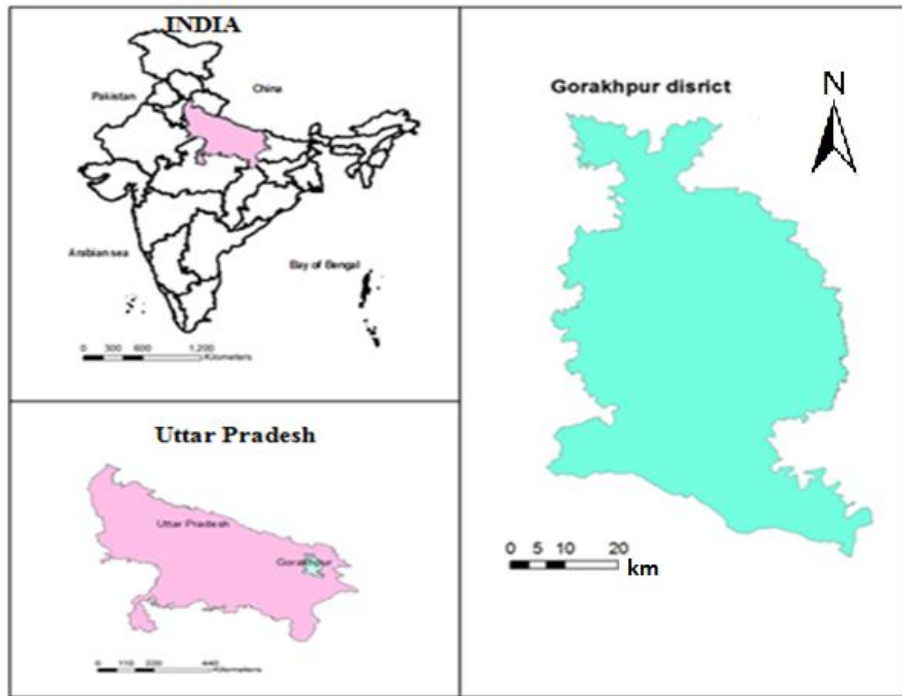 INDIA
Pakistan
China
Arabian sea
Bay of Bengal
0 300 600 1,200
Kilometers
Uttar Pradesh
Uttar Pradesh
Gorakhpur
0 110 220 440
Kilometers
Gorakhpur disrict
N
0 5 10 20
km